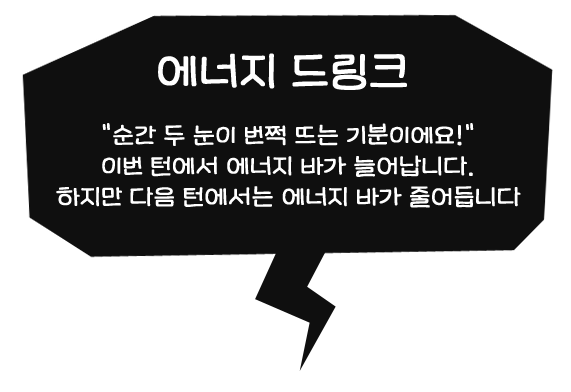 에너지 드링크
"순간 두 눈이 번쩍 뜨는 기분이에요!"
이번 턴에서 에너지 바가 늘어납니다.
하지만 다음 턴에서는 에너지 바가 줄어듭니다